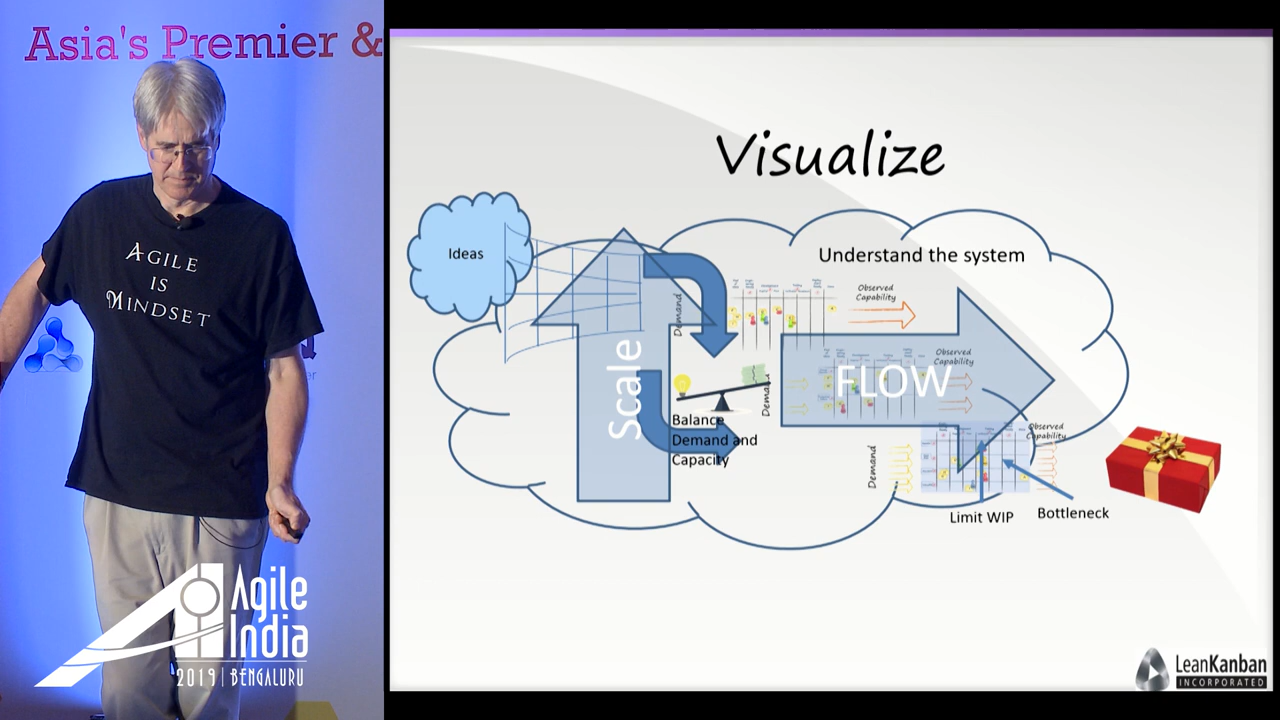 Asia's Premier &
AGILE
IS
MINDSET
Agile
India
2019 | BENGALURU
Visualize
Ideas
Understand the system
Demand
Observed
Capability
Scale
FLOW
Observed
Capability
Demand
Balance
Demand and
Capacity
Observed
Capability
Demand
Limit WIP
Bottleneck
LeanKanban
INCORPORATED